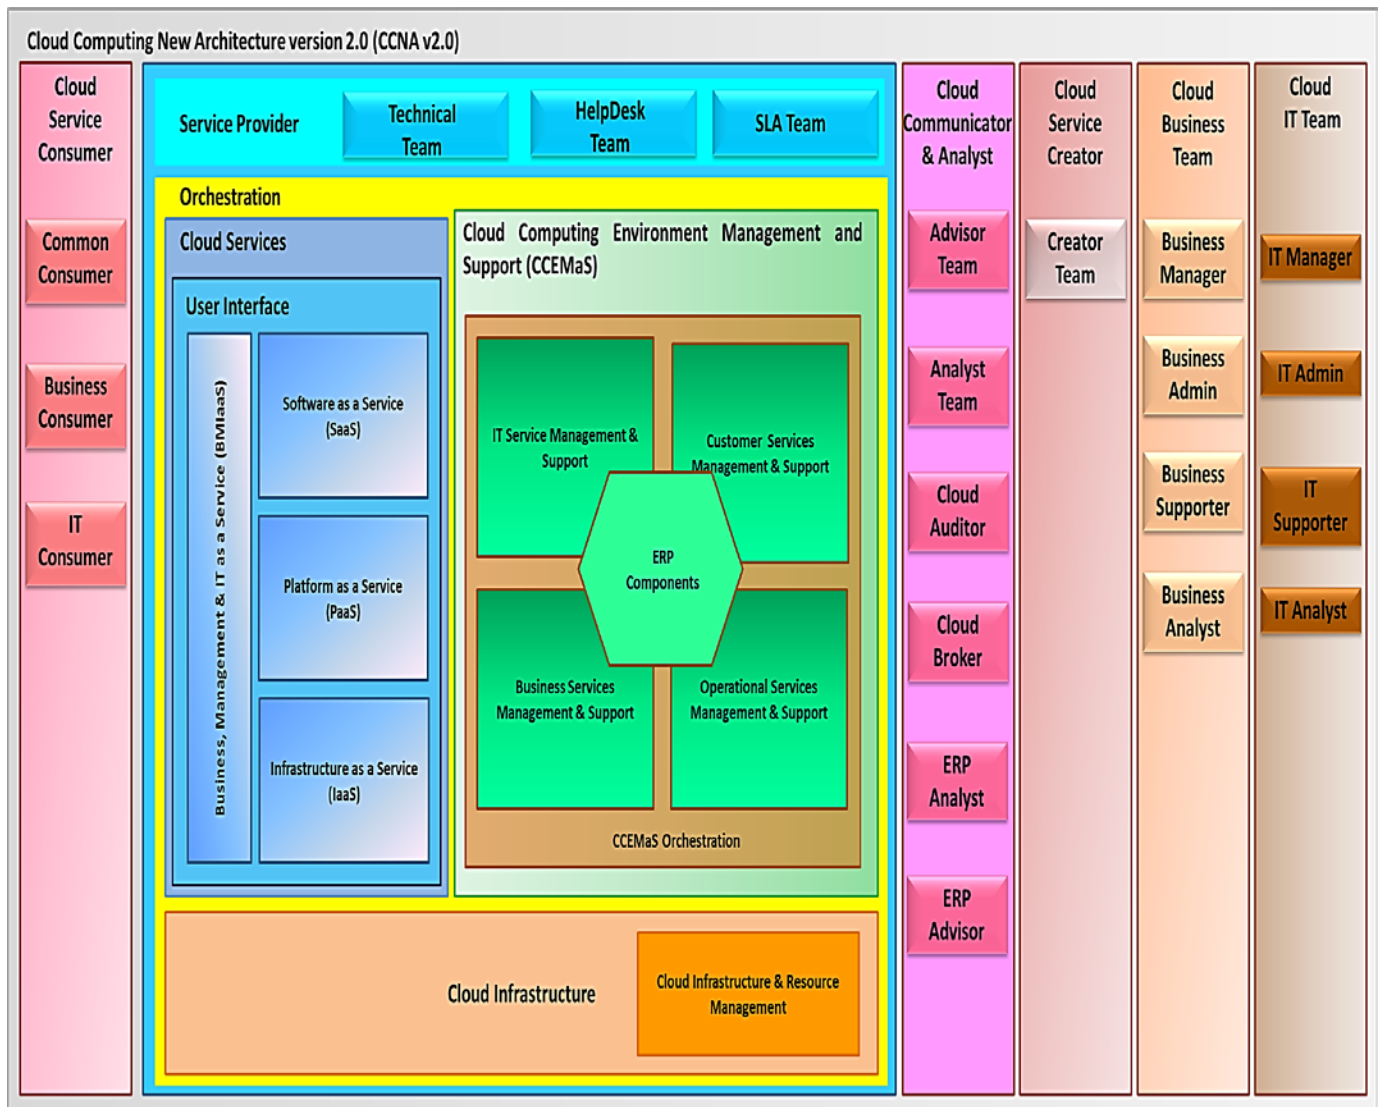 Cloud Computing New Architecture version 2.0 (CCNA v2.0)
Cloud
Service
Consumer
Common
Consumer
Business
Consumer
IT
Consumer
Service Provider
Technical
Team
HelpDesk
Team
SLA Team
Orchestration
Cloud Services
User Interface
Business, Management & IT as a Service (BMIaaS)
Software as a Service
(SaaS)
Platform as a Service
(PaaS)
Infrastructure as a Service
(IaaS)
Cloud Computing Environment Management and
Support (CCEMaS)
IT Service Management &
Support
Customer Services
Management & Support
ERP
Components
Business Services
Management & Support
Operational Services
Management & Support
CCEMaS Orchestration
Cloud Infrastructure
Cloud Infrastructure & Resource
Management
Cloud
Communicator
& Analyst
Advisor
Team
Analyst
Team
Cloud
Auditor
Cloud
Broker
ERP
Analyst
ERP
Advisor
Cloud
Service
Creator
Creator
Team
Cloud
Business
Team
Business
Manager
Business
Admin
Business
Supporter
Business
Analyst
Cloud
IT Team
IT Manager
IT Admin
IT
Supporter
IT Analyst